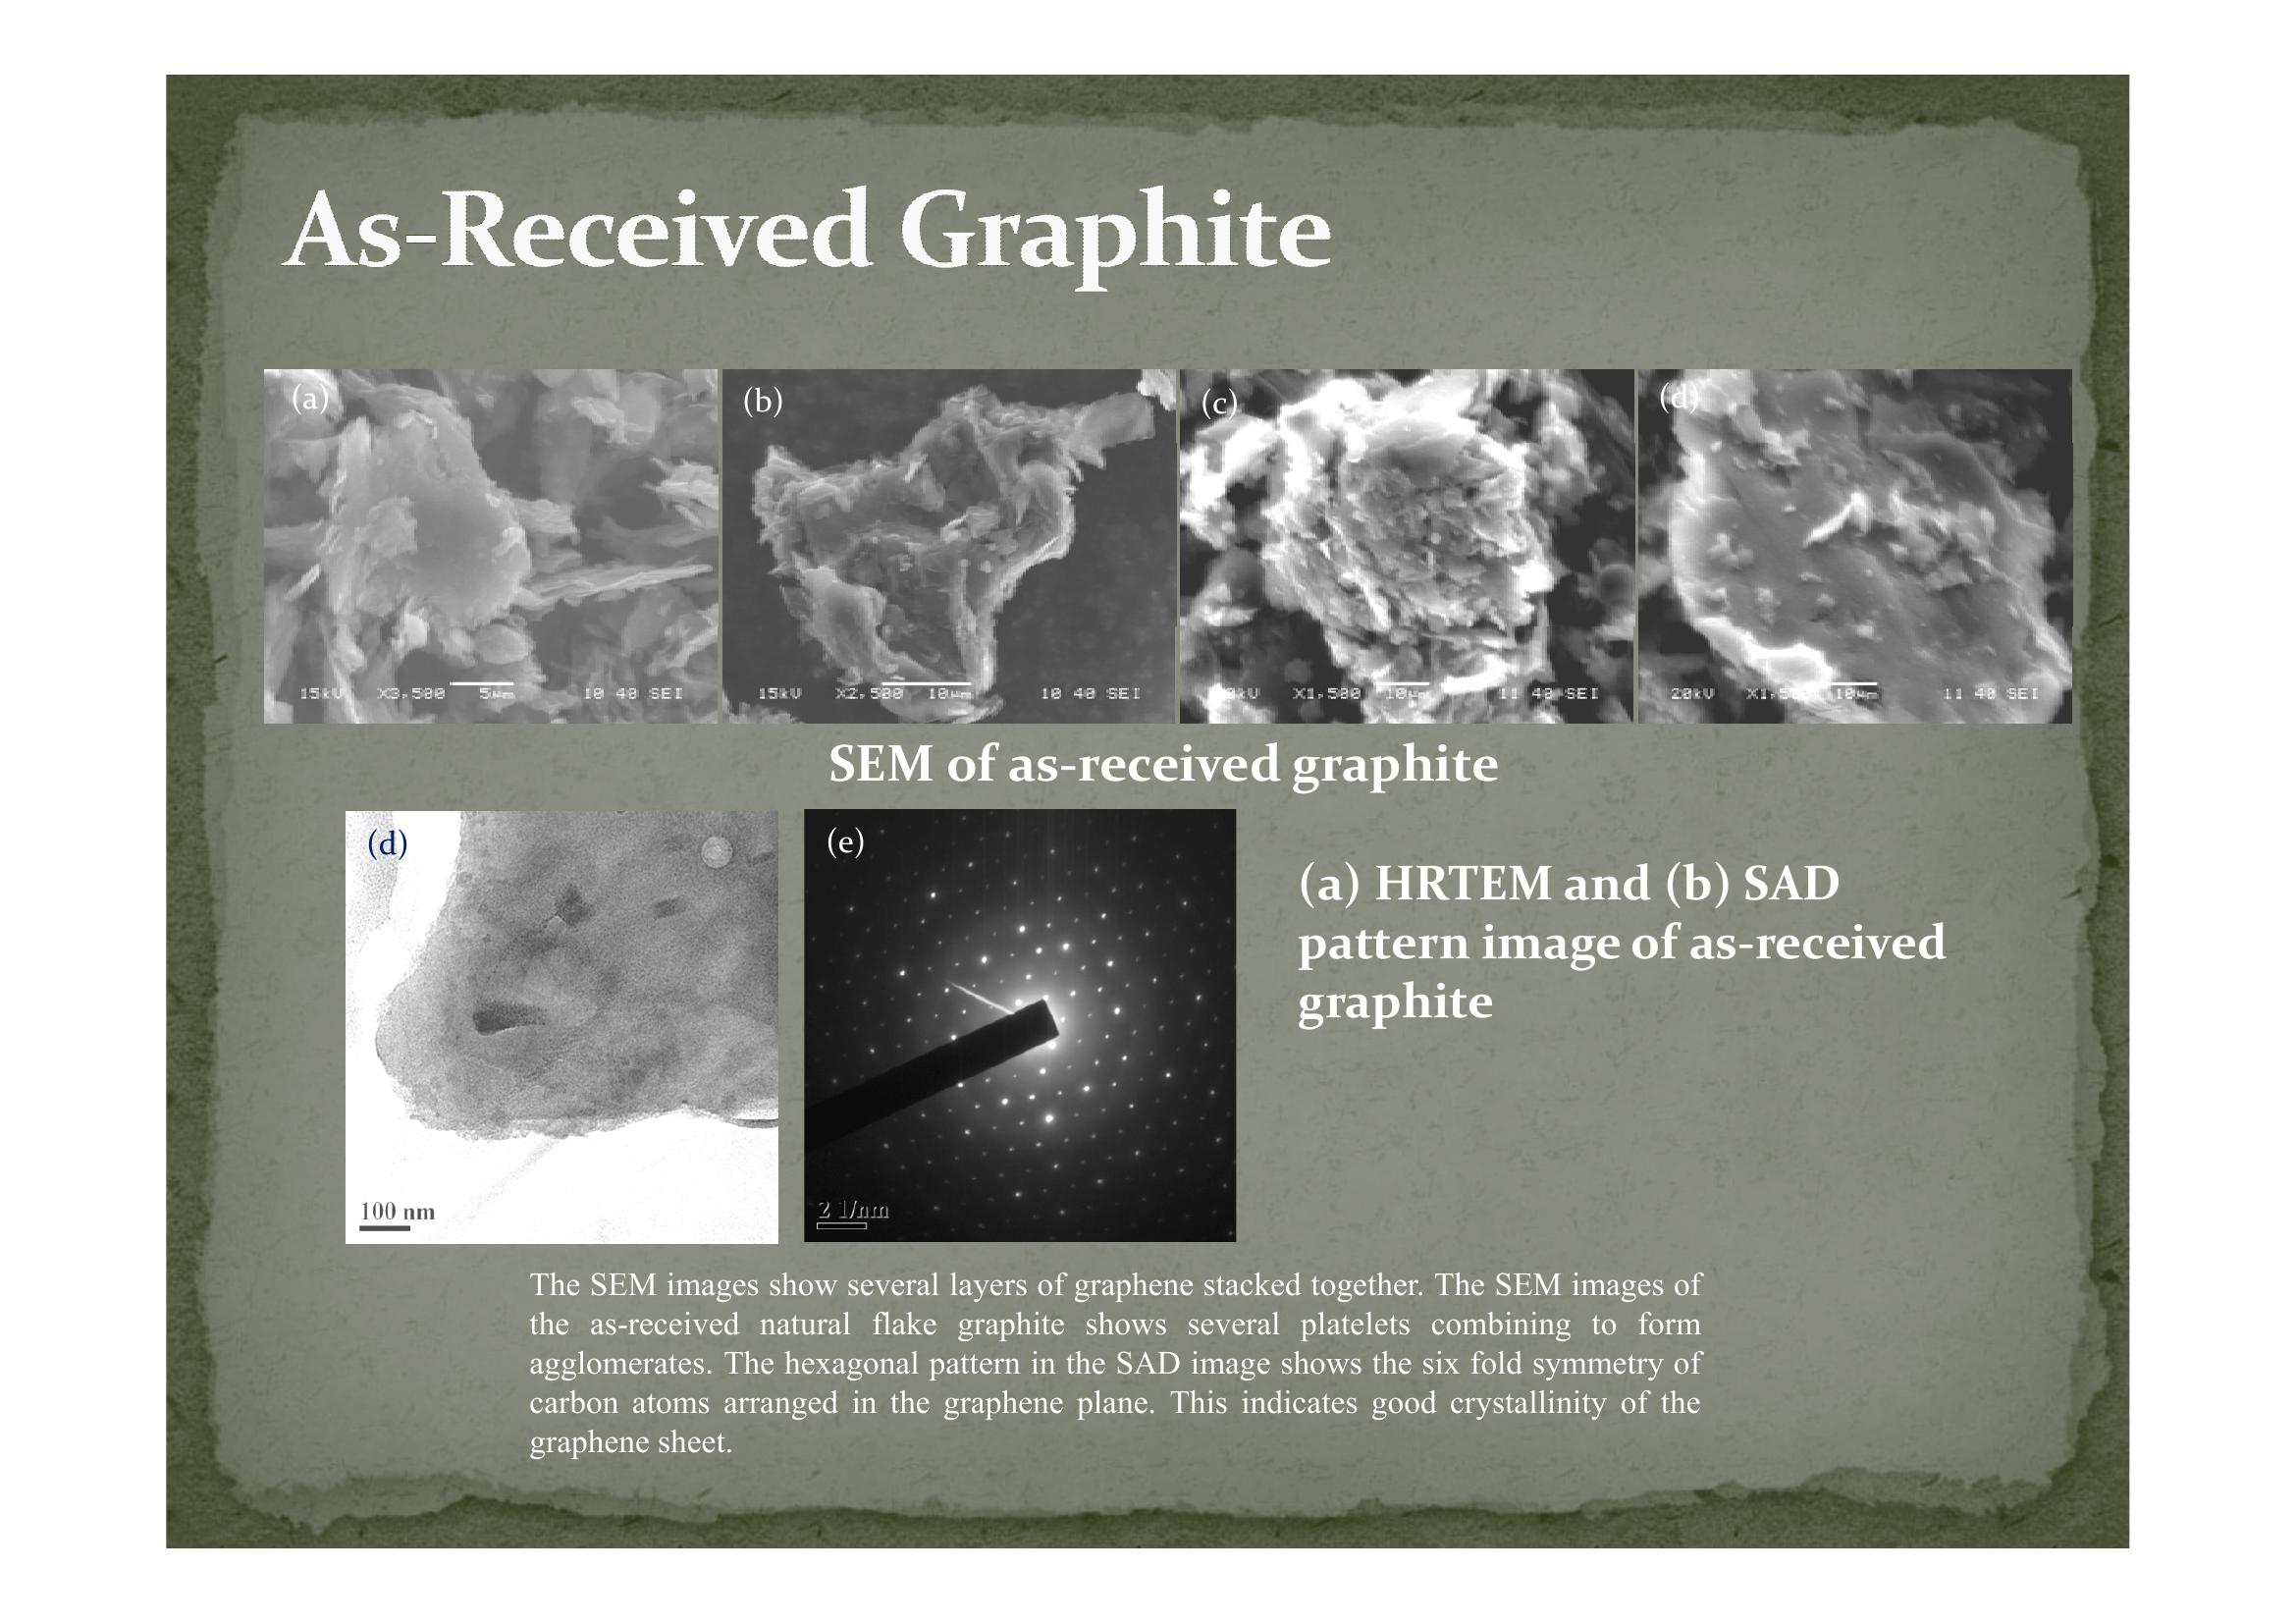 As-Received Graphite
(a)
15kV X3,500 5µm 10 40 SEI
(b)
15kV X2,500 10µm 10 40 SEI
(c)
X1,500 10µm 11 40 SEI
(d)
20kV 10µm 11 40 SEI
SEM of as-received graphite
(d)
100 nm
(e)
2 1/nm
(a) HRTEM and (b) SAD
pattern image of as-received
graphite
The SEM images show several layers of graphene stacked together. The SEM images of
the as-received natural flake graphite shows several platelets combining to form
agglomerates. The hexagonal pattern in the SAD image shows the six fold symmetry of
carbon atoms arranged in the graphene plane. This indicates good crystallinity of the
graphene sheet.